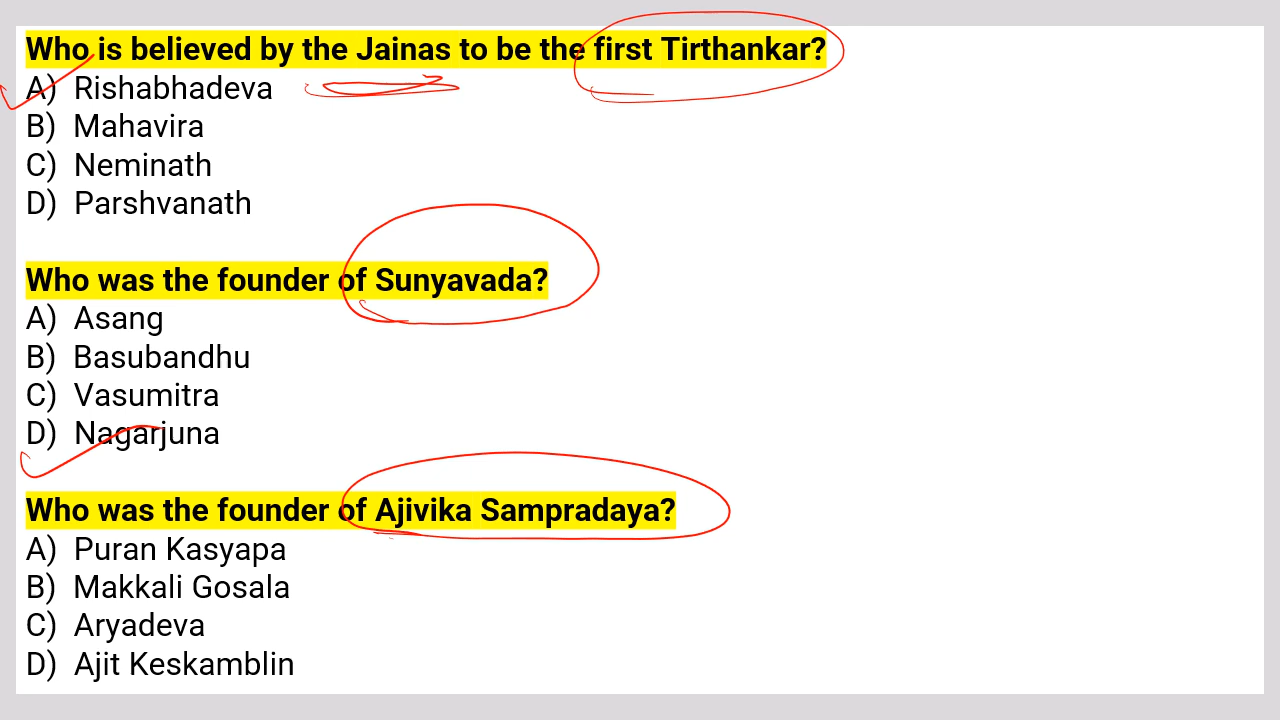 Who is believed by the Jainas to be the first Tirthankar?
A) Rishabhadeva
B) Mahavira
C) Neminath
D) Parshvanath
Who was the founder of Sunyavada?
A) Asang
B) Basubandhu
C) Vasumitra
D) Nagarjuna
Who was the founder of Ajivika Sampradaya?
A) Puran Kasyapa
B) Makkali Gosala
C) Aryadeva
D) Ajit Keskamblin